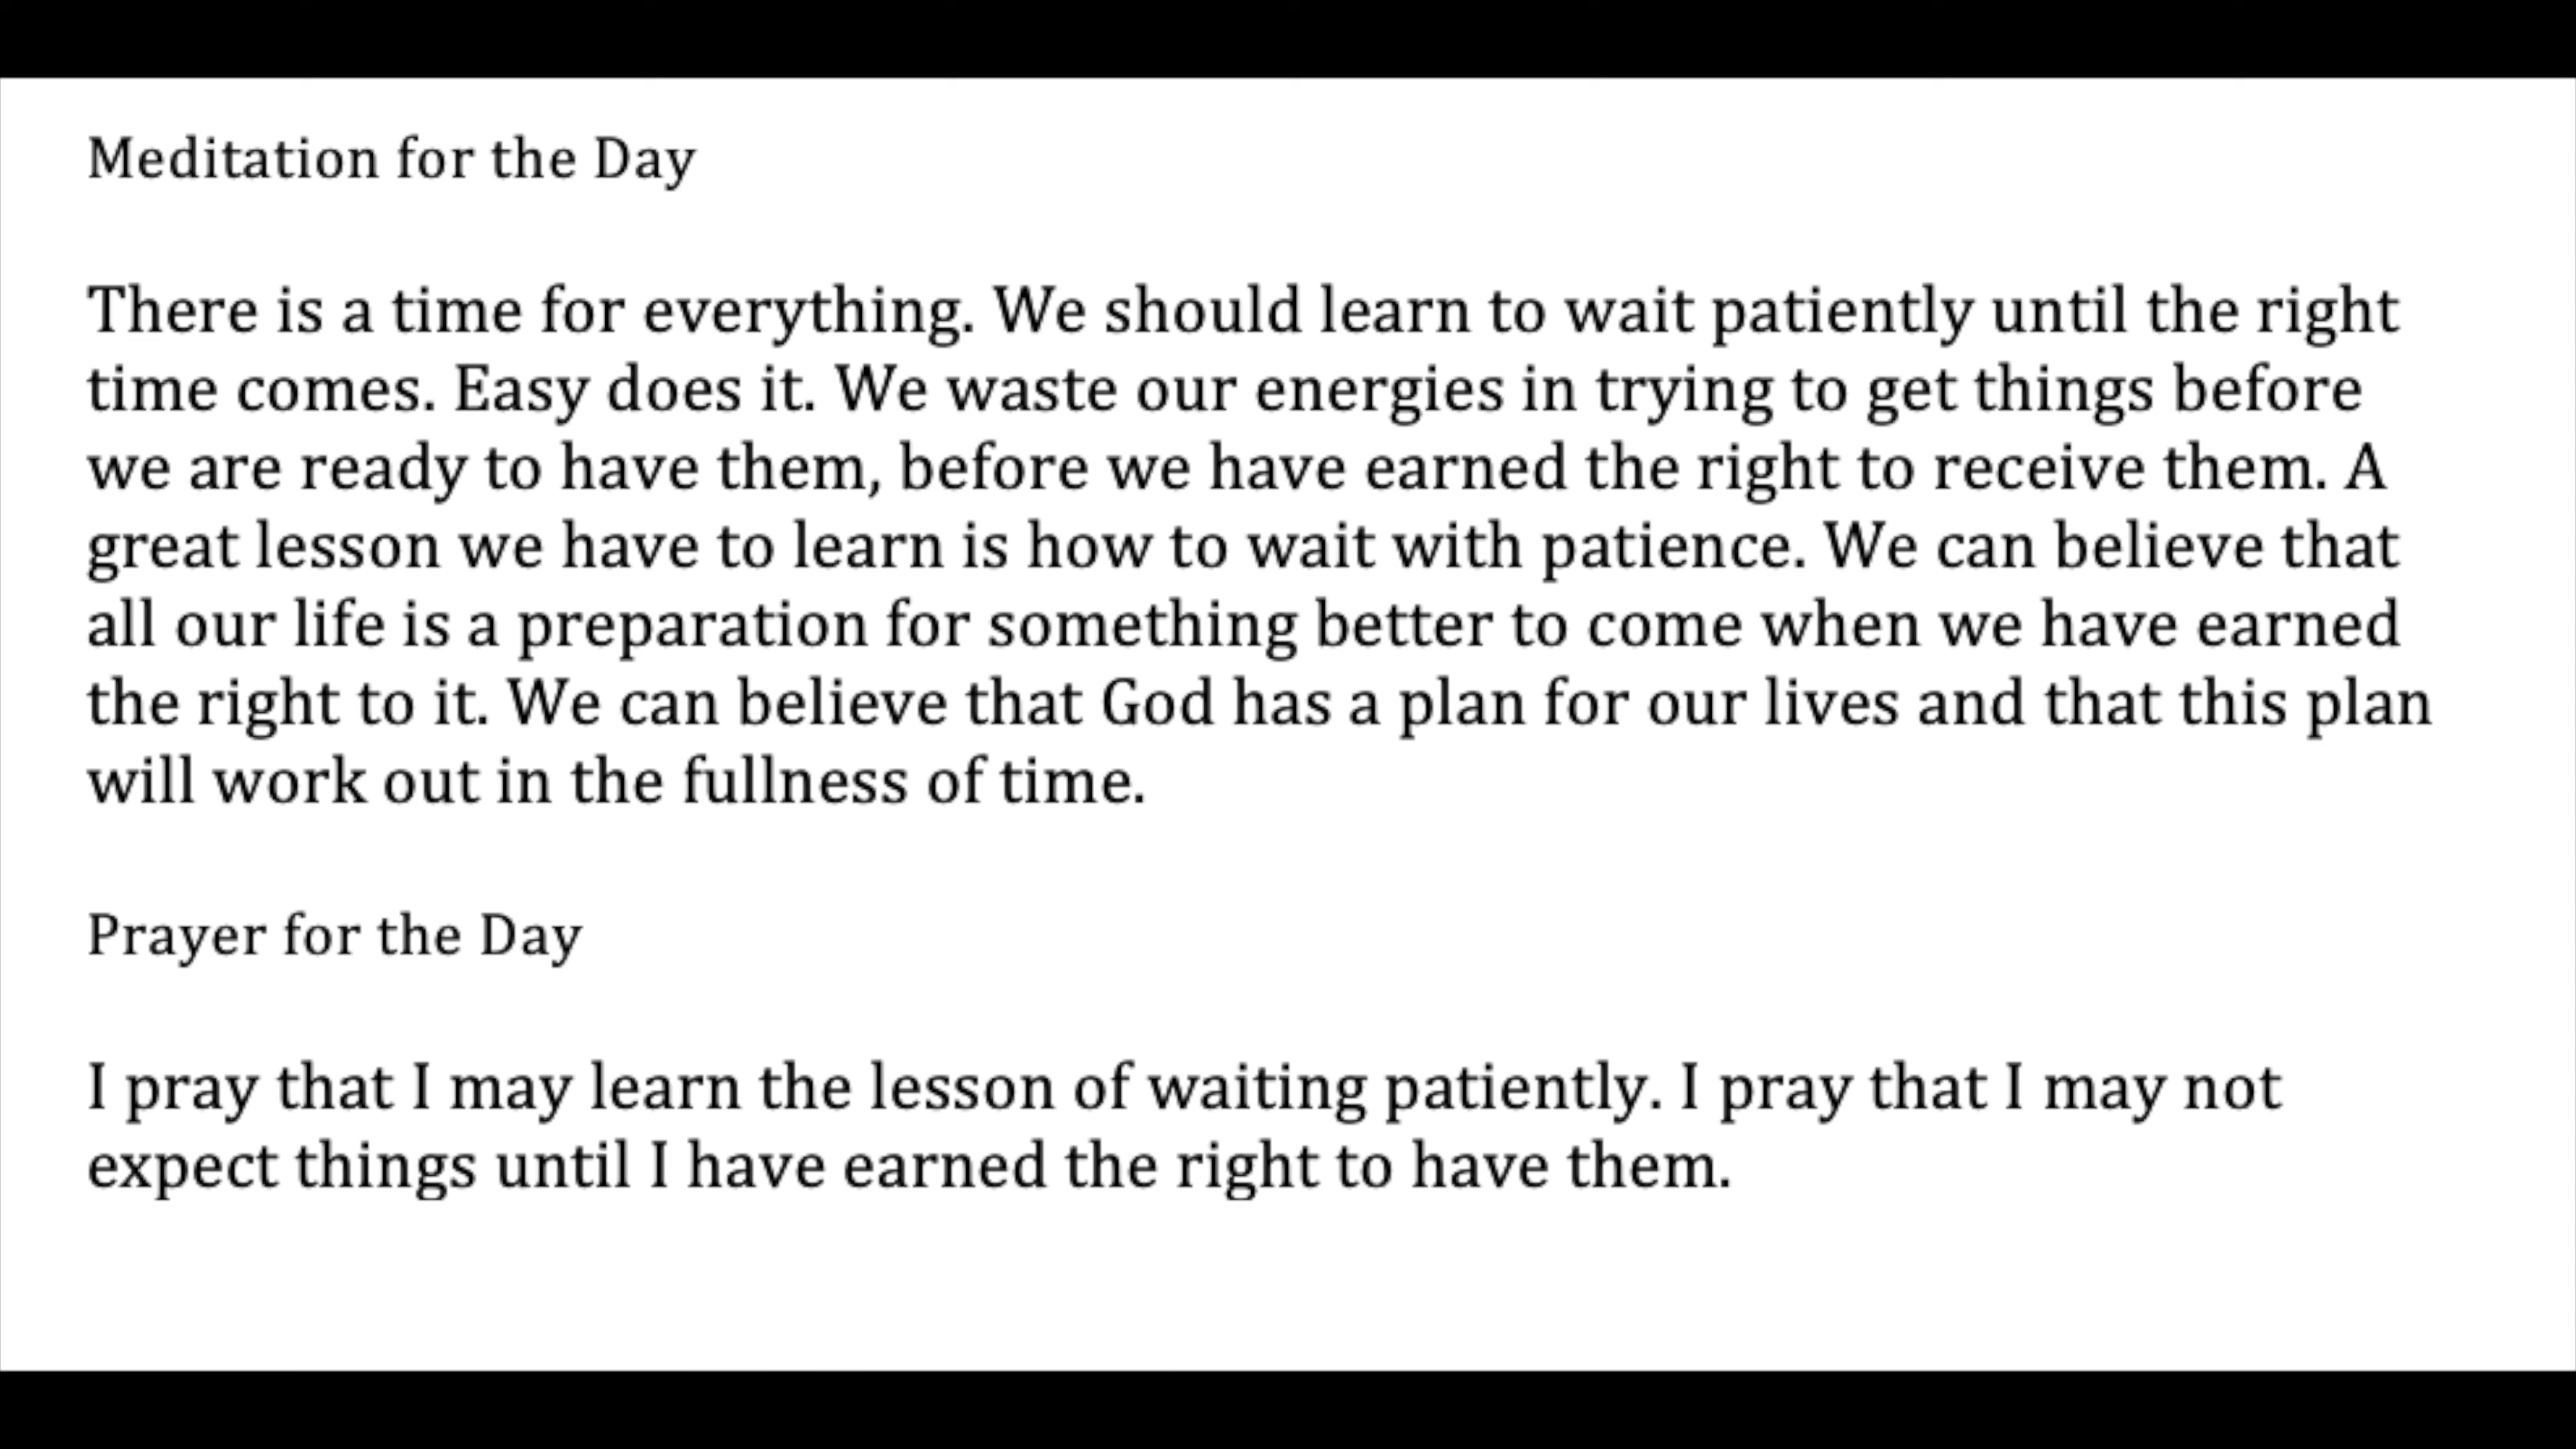 Meditation for the Day
There is a time for everything. We should learn to wait patiently until the right
time comes. Easy does it. We waste our energies in trying to get things before
we are ready to have them, before we have earned the right to receive them. A
great lesson we have to learn is how to wait with patience. We can believe that
all our life is a preparation for something better to come when we have earned
the right to it. We can believe that God has a plan for our lives and that this plan
will work out in the fullness of time.
Prayer for the Day
I pray that I may learn the lesson of waiting patiently. I pray that I may not
expect things until I have earned the right to have them.